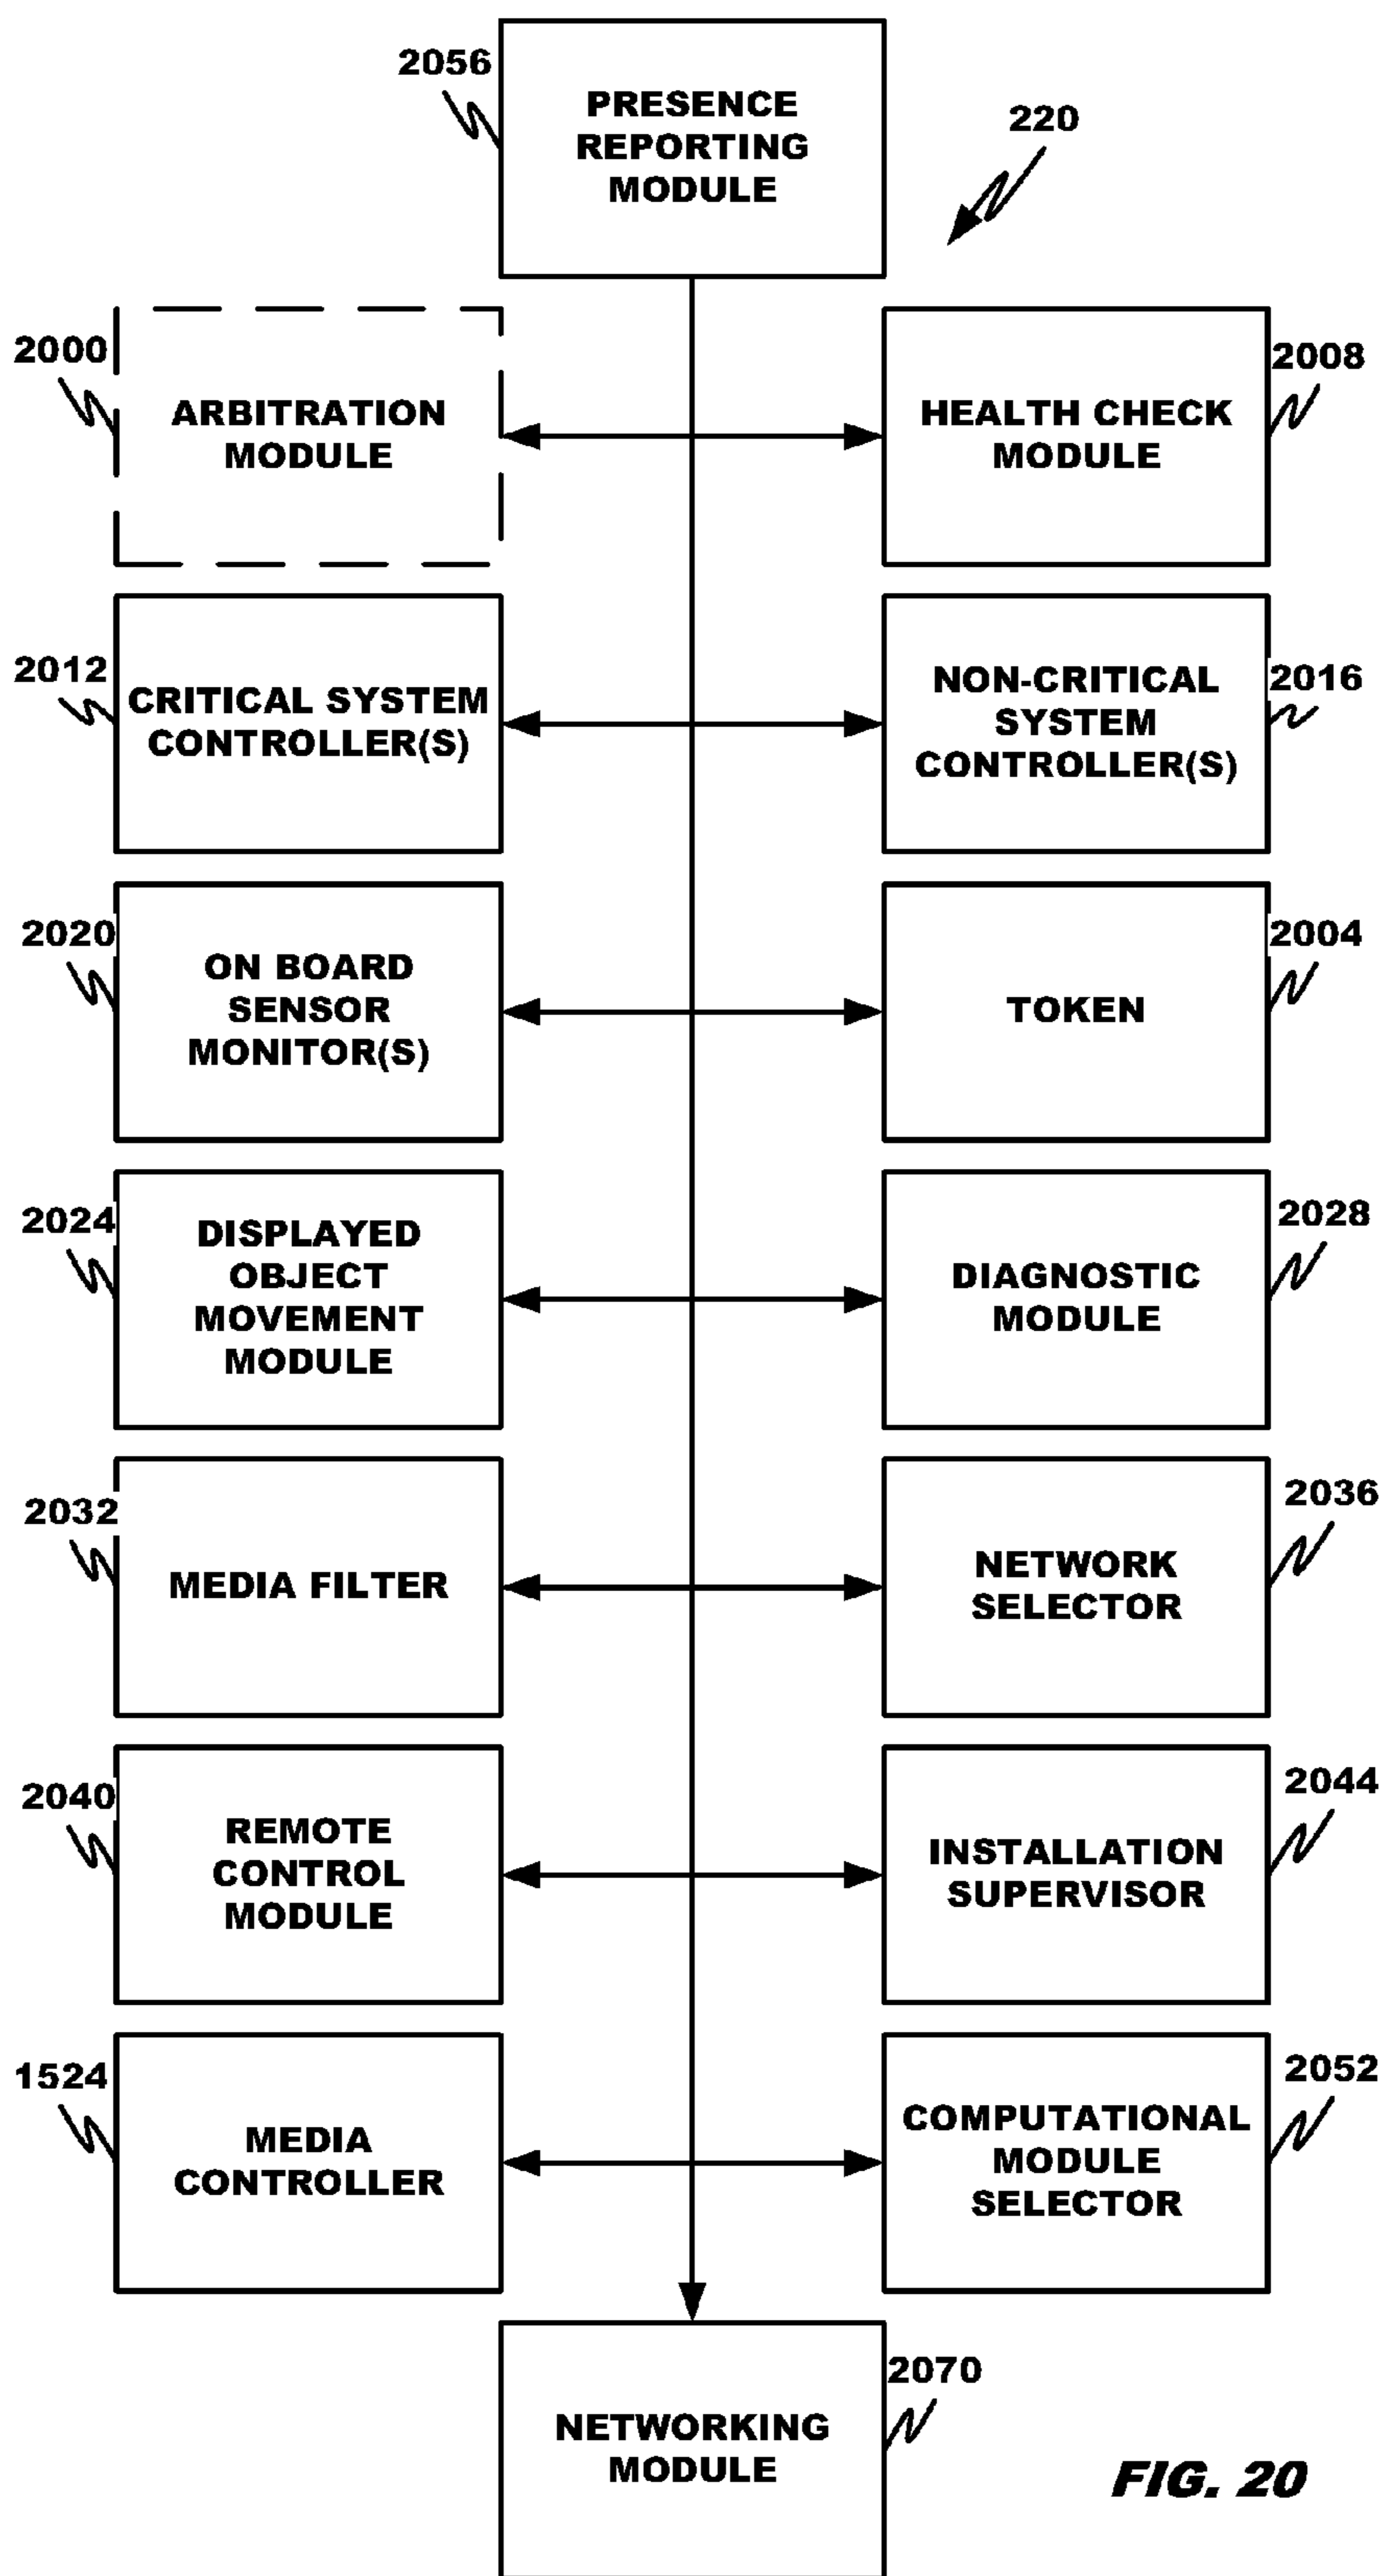 2056
PRESENCE
REPORTING
MODULE
220
2000
ARBITRATION
MODULE
2008
HEALTH CHECK
MODULE
2012
CRITICAL SYSTEM
CONTROLLER(S)
2016
NON-CRITICAL
SYSTEM
CONTROLLER(S)
2020
ON BOARD
SENSOR
MONITOR(S)
2004
TOKEN
2024
DISPLAYED
OBJECT
MOVEMENT
MODULE
2028
DIAGNOSTIC
MODULE
2032
MEDIA FILTER
2036
NETWORK
SELECTOR
2040
REMOTE
CONTROL
MODULE
2044
INSTALLATION
SUPERVISOR
1524
MEDIA
CONTROLLER
2052
COMPUTATIONAL
MODULE
SELECTOR
2070
NETWORKING
MODULE
FIG. 20